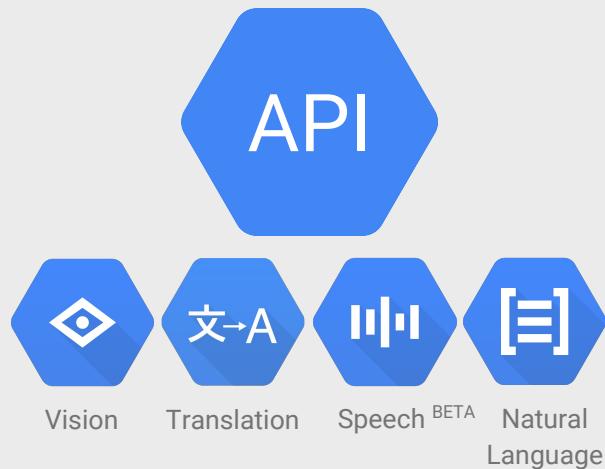 API
文→A
Vision
Translation
Speech BETA
Natural
Language